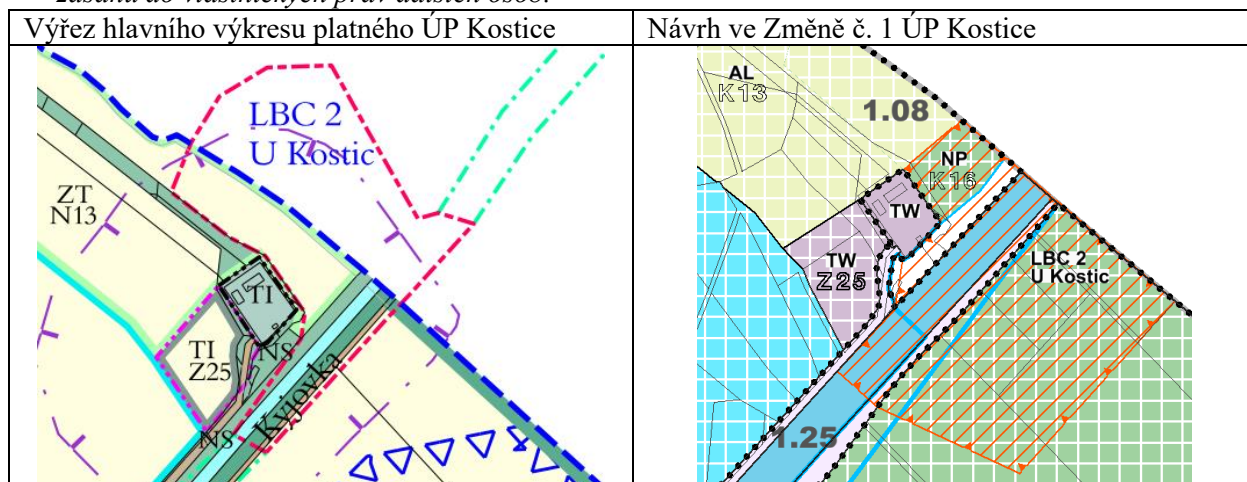 zásahu do vlastnických práv dalších osob.
Výřez hlavního výkresu platného ÚP Kostice
Návrh ve Změně č. 1 ÚP Kostice
LBC 2
U Kostic
ZT
N13
TI
TI
Z25
NS
NS
Kyjovka
AL
K13
1.08
NP
K16
TW
TW
Z25
LBC 2
U Kostic
1.25